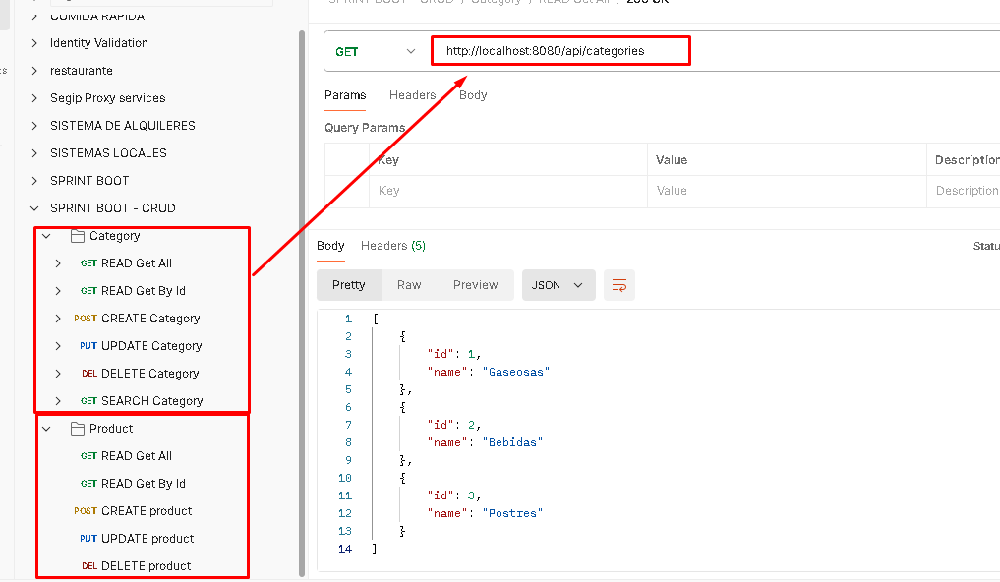 SPRINT BOOT - CRUD / Category / READ Get All / 200 OK
COMIDA RAPIDA
Identity Validation
restaurante
Segip Proxy services
SISTEMA DE ALQUILERES
SISTEMAS LOCALES
SPRINT BOOT
SPRINT BOOT - CRUD
Category
GET READ Get All
GET READ Get By Id
POST CREATE Category
PUT UPDATE Category
DEL DELETE Category
GET SEARCH Category
Product
GET READ Get All
GET READ Get By Id
POST CREATE product
PUT UPDATE product
DEL DELETE product
GET http://localhost:8080/api/categories
Params Headers Body
Query Params
Key Value Description
Key Value Description
Body Headers (5) Statu
Pretty Raw Preview JSON
1 [
2 {
3 "id": 1,
4 "name": "Gaseosas"
5 },
6 {
7 "id": 2,
8 "name": "Bebidas"
9 },
10 {
11 "id": 3,
12 "name": "Postres"
13 }
14 ]